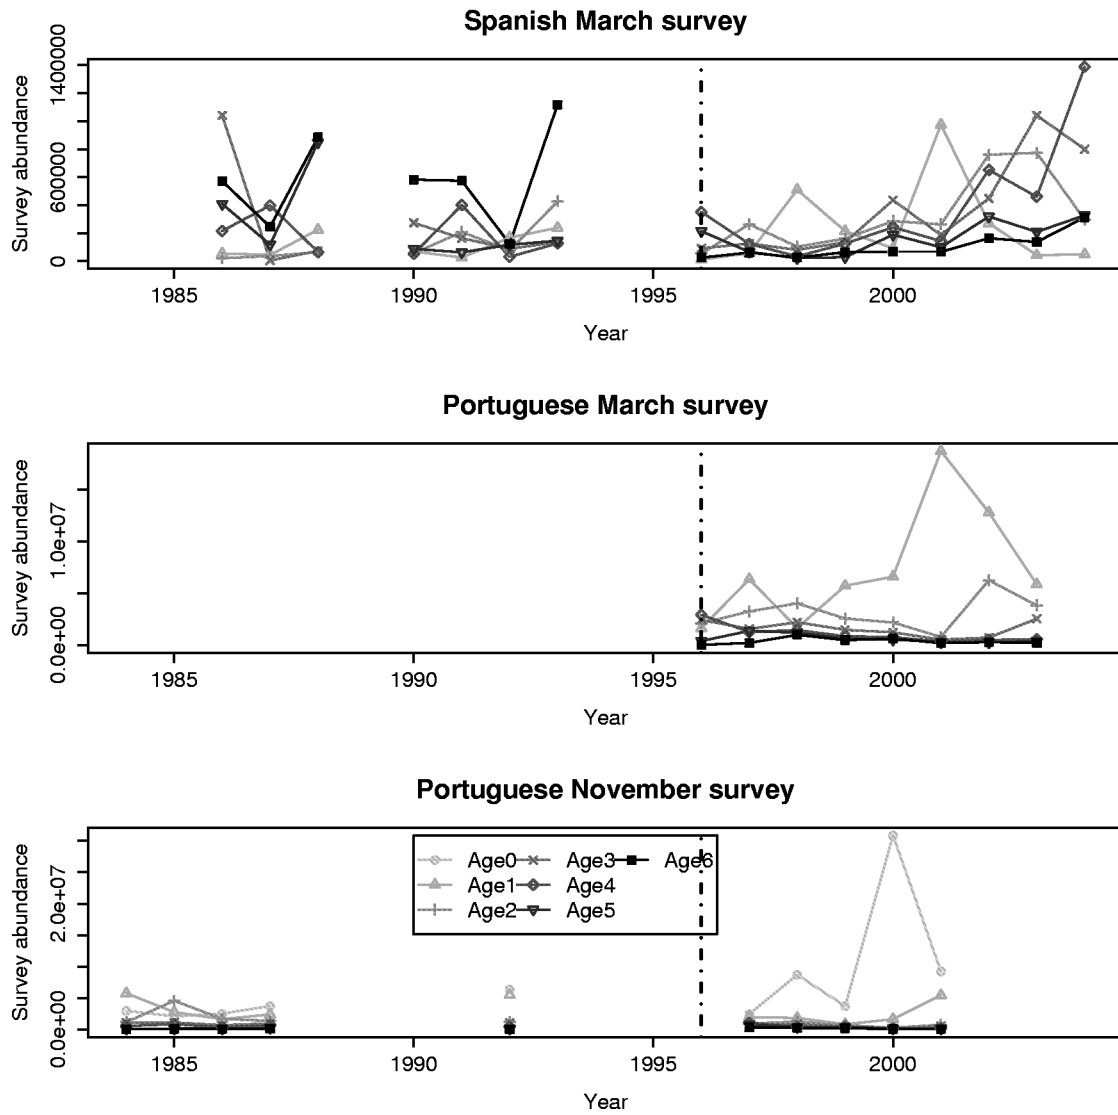 Spanish March survey
Survey abundance
1400000
600000
0
1985 1990 1995 2000
Year
Portuguese March survey
Survey abundance
1.0e+07
0.0e+00
1985 1990 1995 2000
Year
Portuguese November survey
Survey abundance
2.0e+07
0.0e+00
Age0 Age3 Age6
Age1 Age4
Age2 Age5
1985 1990 1995 2000
Year